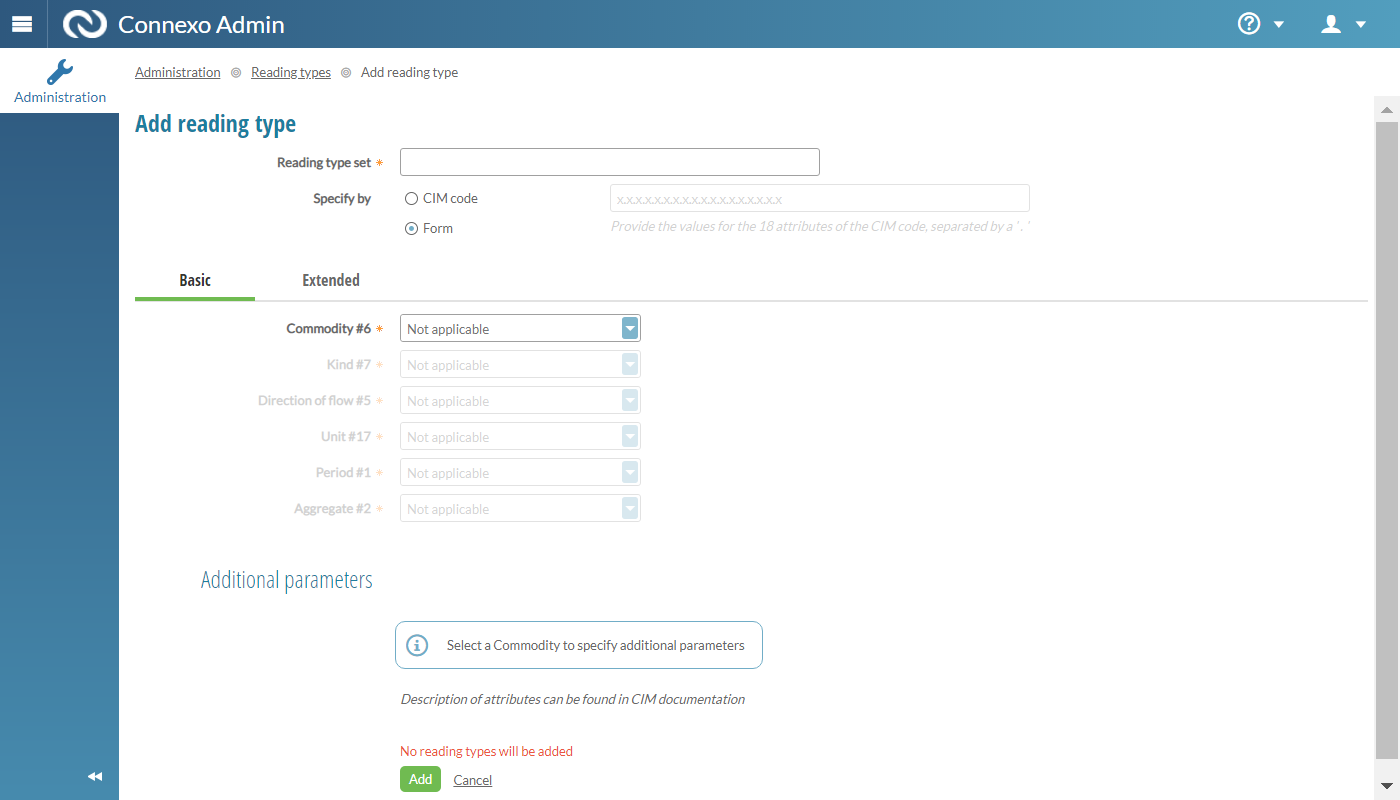 Connexo Admin
Administration
Administration Reading types Add reading type
Add reading type
Reading type set *
Specify by CIM code x.x.x.x.x.x.x.x.x.x.x.x.x.x.x.x.x.x
Form Provide the values for the 18 attributes of the CIM code, separated by a '.'
Basic Extended
Commodity #6 * Not applicable
Kind #7 * Not applicable
Direction of flow #5 * Not applicable
Unit #17 * Not applicable
Period #1 * Not applicable
Aggregate #2 * Not applicable
Additional parameters
Select a Commodity to specify additional parameters
Description of attributes can be found in CIM documentation
No reading types will be added
Add Cancel